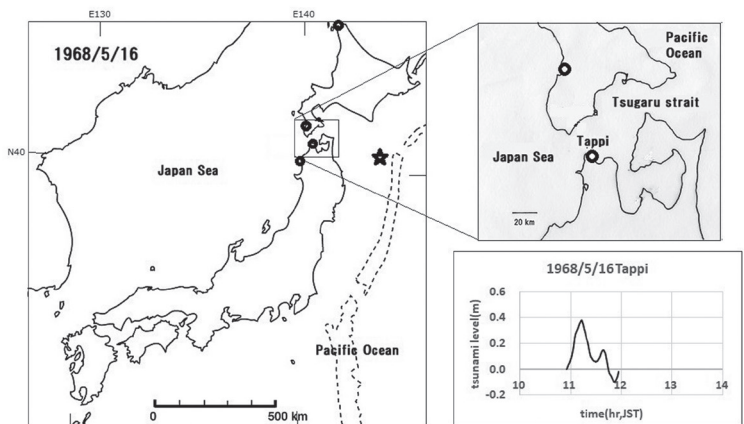 E130
E140
1968/5/16
N40
Japan Sea
Pacific Ocean
0
500 km
Pacific
Ocean
Tsugaru strait
Tappi
Japan Sea
20 km
1968/5/16Tappi
tsunami level(m)
0.6
0.4
0.2
0.0
-0.2
10
11
12
13
14
time(hr,JST)